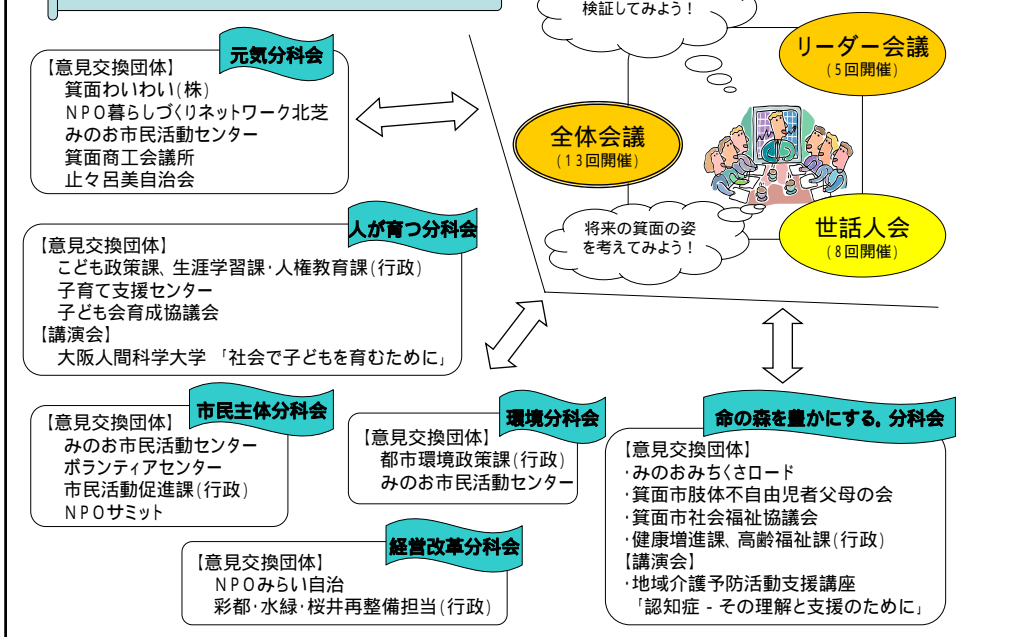 検証してみよう！
リーダー会議
(5回開催)
全体会議
(13回開催)
将来の箕面の姿
を考えてみよう！
世話人会
(8回開催)
元気分科会
【意見交換団体】
箕面わいわい(株)
NPO暮らしづくりネットワーク北芝
みのお市民活動センター
箕面商工会議所
止々呂美自治会
人が育つ分科会
【意見交換団体】
こども政策課、生涯学習課・人権教育課(行政)
子育て支援センター
子ども会育成協議会
【講演会】
大阪人間科学大学 「社会で子どもを育むために」
市民主体分科会
【意見交換団体】
みのお市民活動センター
ボランティアセンター
市民活動促進課(行政)
NPOサミット
環境分科会
【意見交換団体】
都市環境政策課(行政)
みのお市民活動センター
命の森を豊かにする。分科会
【意見交換団体】
・みのおみちくさロード
・箕面市肢体不自由児者父母の会
・箕面市社会福祉協議会
・健康増進課、高齢福祉課(行政)
【講演会】
・地域介護予防活動支援講座
「認知症 - その理解と支援のために」
経営改革分科会
【意見交換団体】
NPOみらい自治
彩都・水緑・桜井再整備担当(行政)